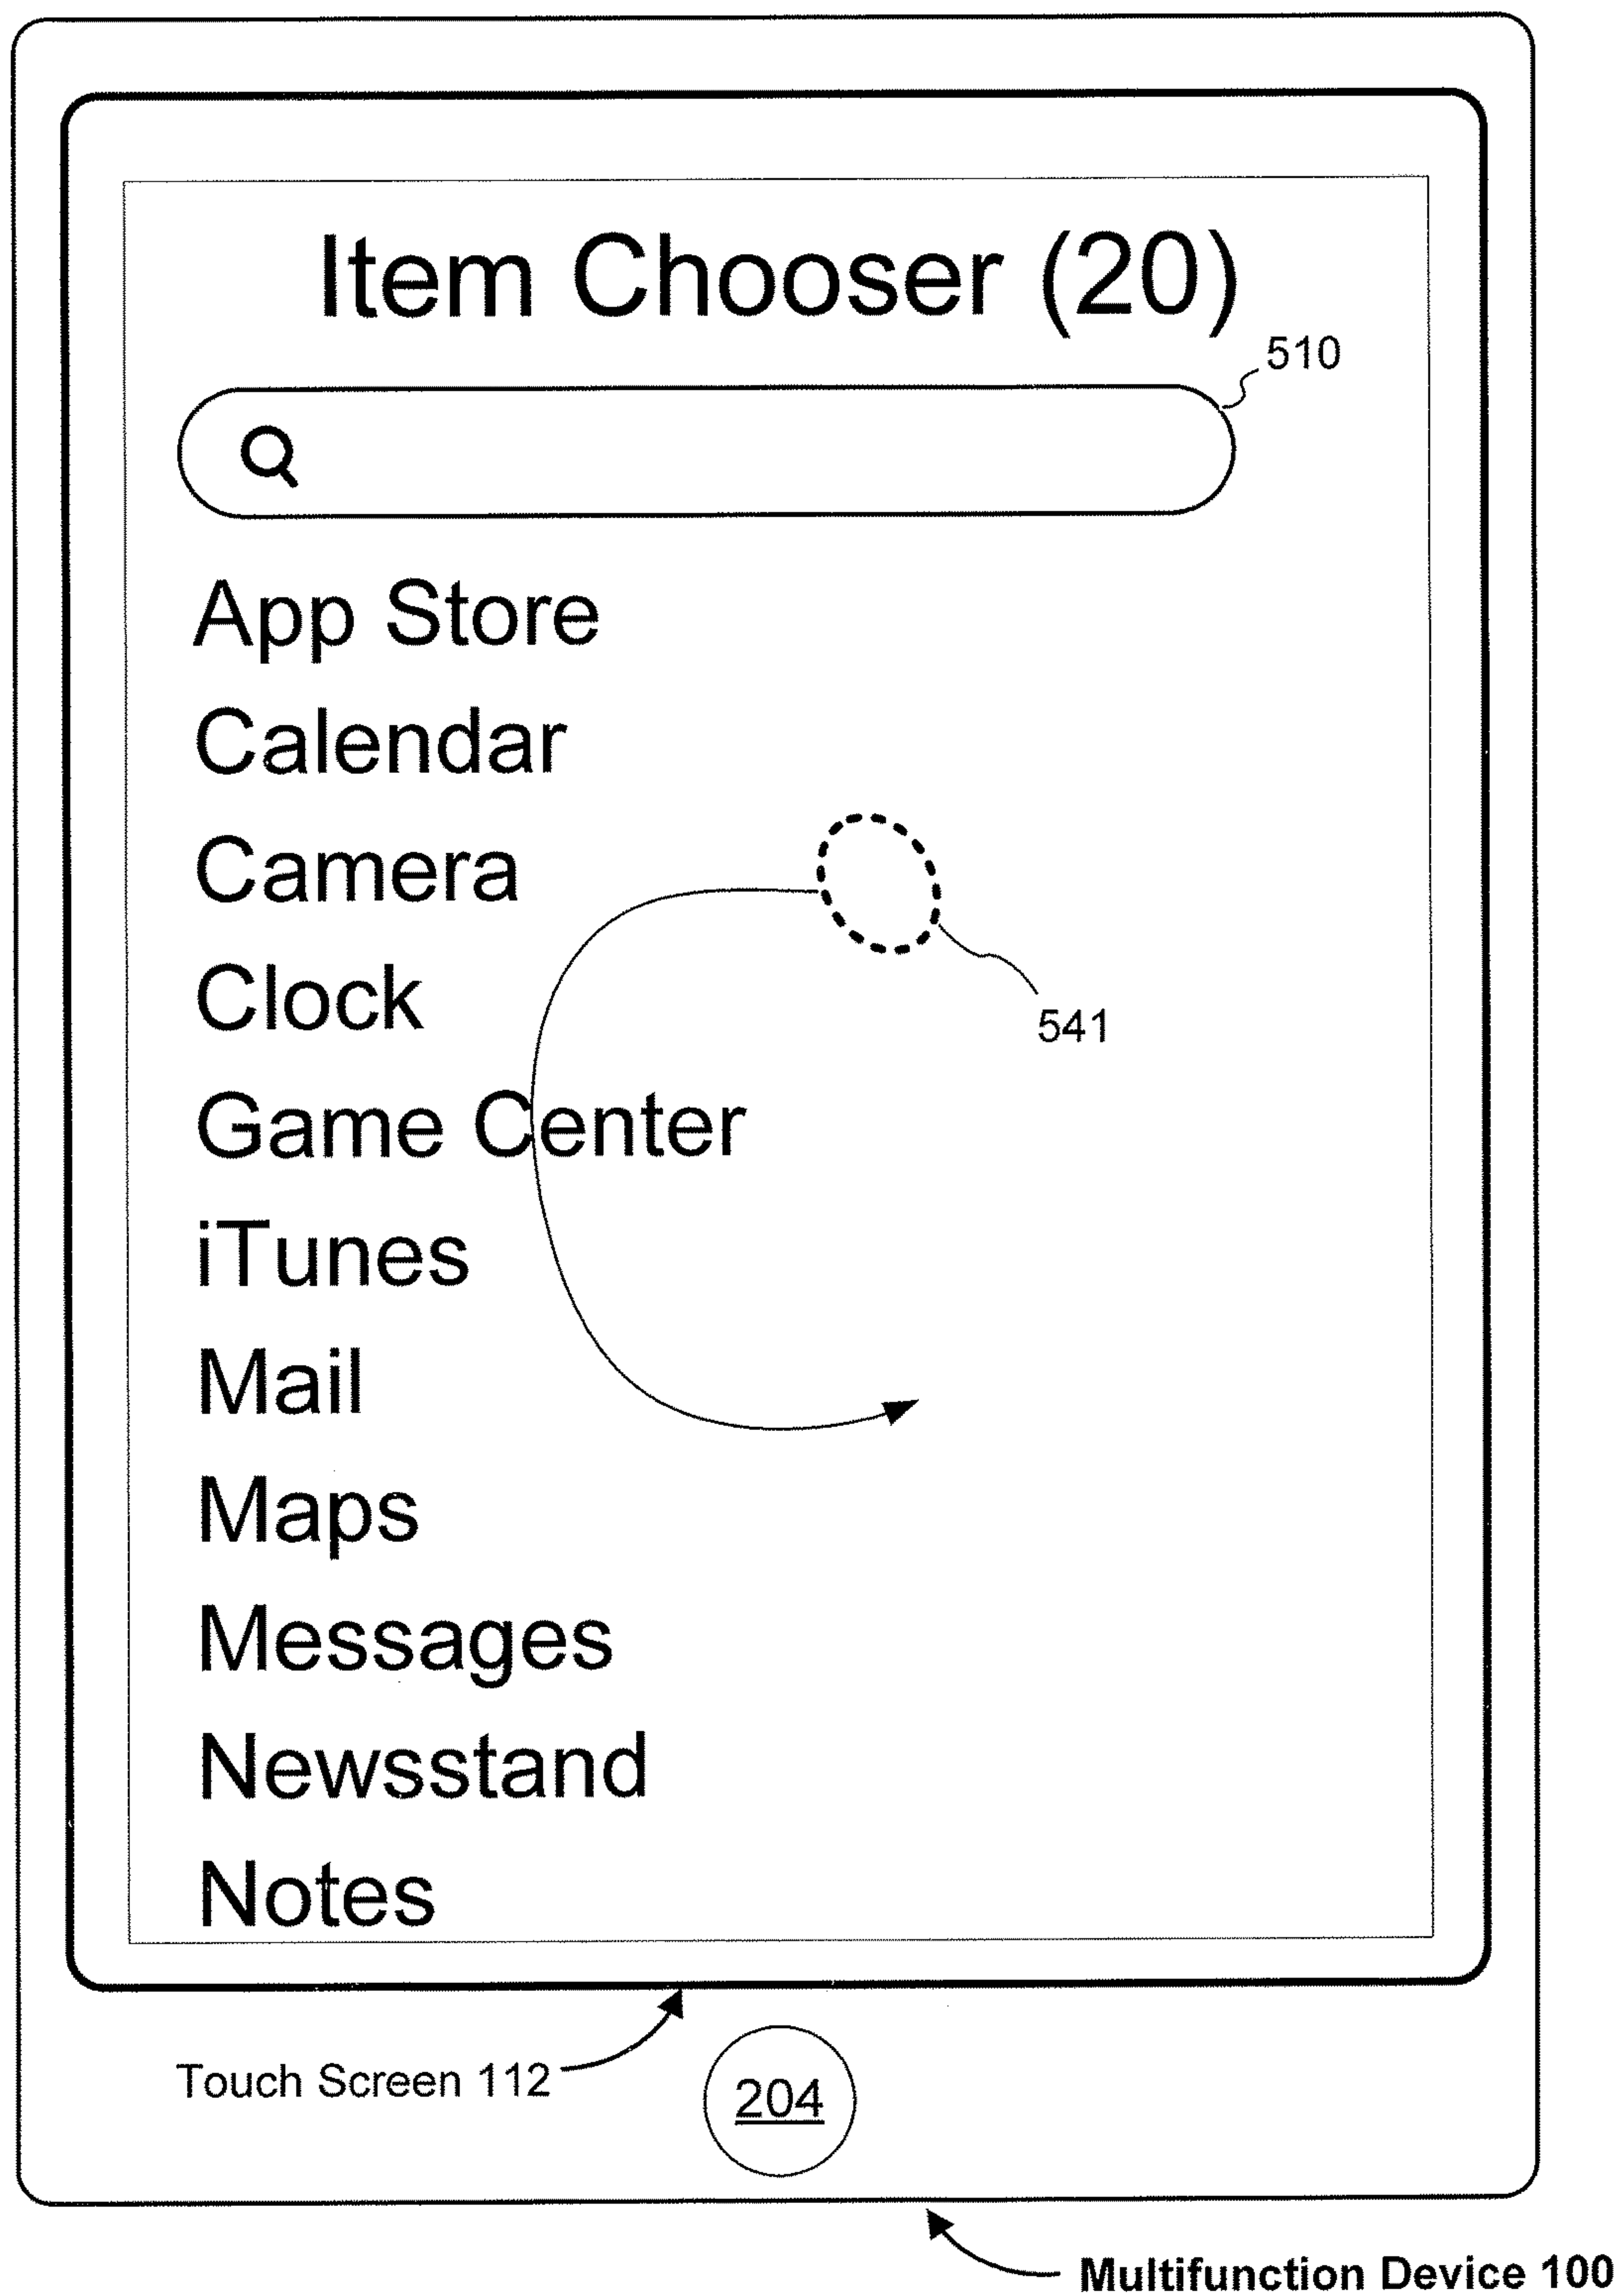 Item Chooser (20)
510
App Store
Calendar
Camera
541
Clock
Game Center
iTunes
Mail
Maps
Messages
Newsstand
Notes
Touch Screen 112
204
Multifunction Device 100